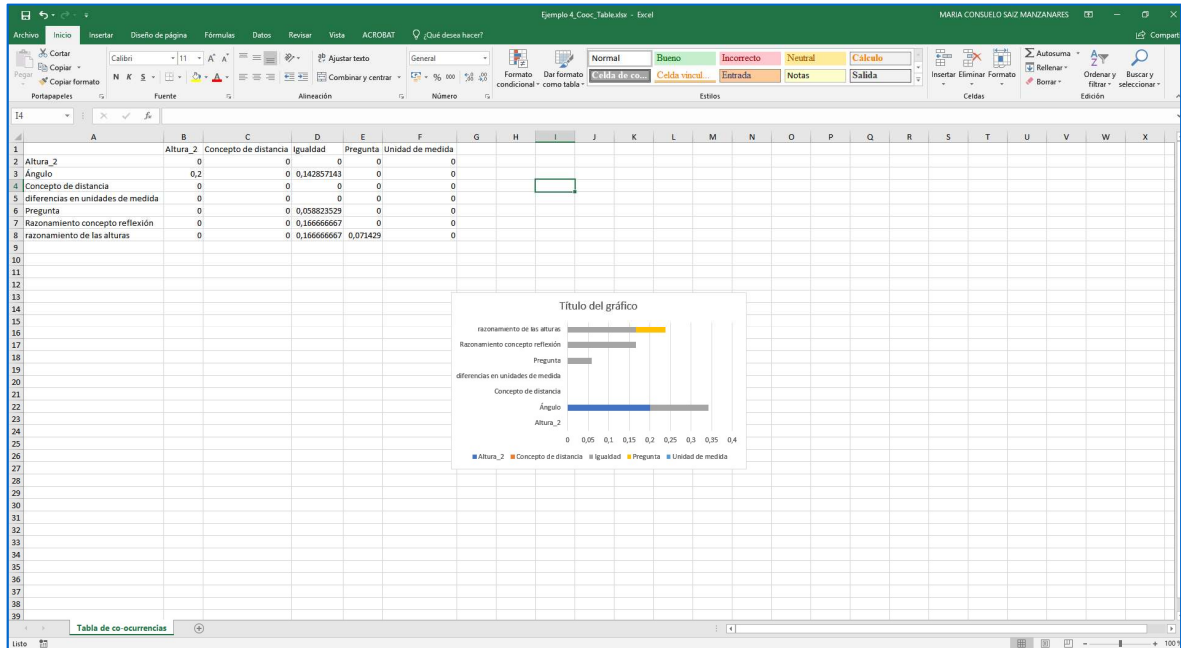 Ejemplo 4_Cooc_Table.xlsx - Excel
MARIA CONSUELO SAIZ MANZANARES
Archivo Inicio Insertar Diseño de página Fórmulas Datos Revisar Vista ACROBAT ¿Qué desea hacer? Compart
Cortar
Copiar
Copiar formato
Pegar
Portapapeles
Calibri 11
N K S
Fuente
Ajustar texto
Combinar y centrar
Alineación
General
% 000
Número
Formato condicional
Dar formato como tabla
Normal Bueno Incorrecto Neutral Cálculo
Celda de co... Celda vincul... Entrada Notas Salida
Estilos
Insertar Eliminar Formato
Celdas
Autosuma
Rellenar
Borrar
Ordenar y filtrar
Buscar y seleccionar
Edición
I4 fx
A B C D E F G H I J K L M N O P Q R S T U V W X
1 Altura_2 Concepto de distancia Igualdad Pregunta Unidad de medida
2 Altura_2 0 0 0 0 0
3 Ángulo 0,2 0 0,142857143 0 0
4 Concepto de distancia 0 0 0 0 0
5 diferencias en unidades de medida 0 0 0 0 0
6 Pregunta 0 0 0,058823529 0 0
7 Razonamiento concepto reflexión 0 0 0,166666667 0 0
8 razonamiento de las alturas 0 0 0,166666667 0,071429 0
9
10
11
12
13
14
15
16
17
18
19
20
21
22
23
24
25
26
27
28
29
30
31
32
33
34
35
36
37
38
39
Título del gráfico
razonamiento de las alturas
Razonamiento concepto reflexión
Pregunta
diferencias en unidades de medida
Concepto de distancia
Ángulo
Altura_2
0 0,05 0,1 0,15 0,2 0,25 0,3 0,35 0,4
Altura_2 Concepto de distancia Igualdad Pregunta Unidad de medida
Tabla de co-ocurrencias
Listo
100 %